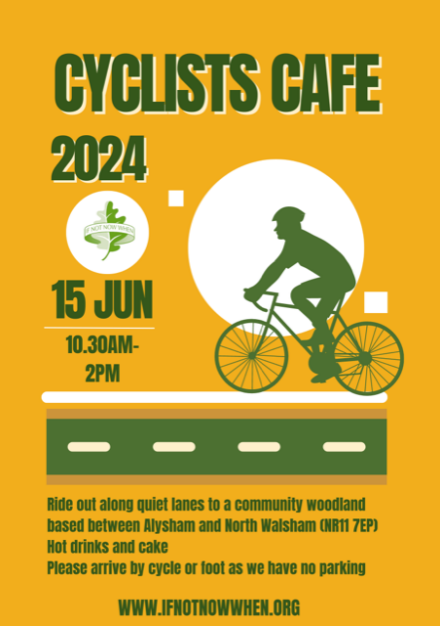 CYCLISTS CAFE
2024
IF NOT NOW WHEN
15 JUN
10.30AM-
2PM
Ride out along quiet lanes to a community woodland
based between Alysham and North Walsham (NR11 7EP)
Hot drinks and cake
Please arrive by cycle or foot as we have no parking
WWW.IFNOTNOWWHEN.ORG